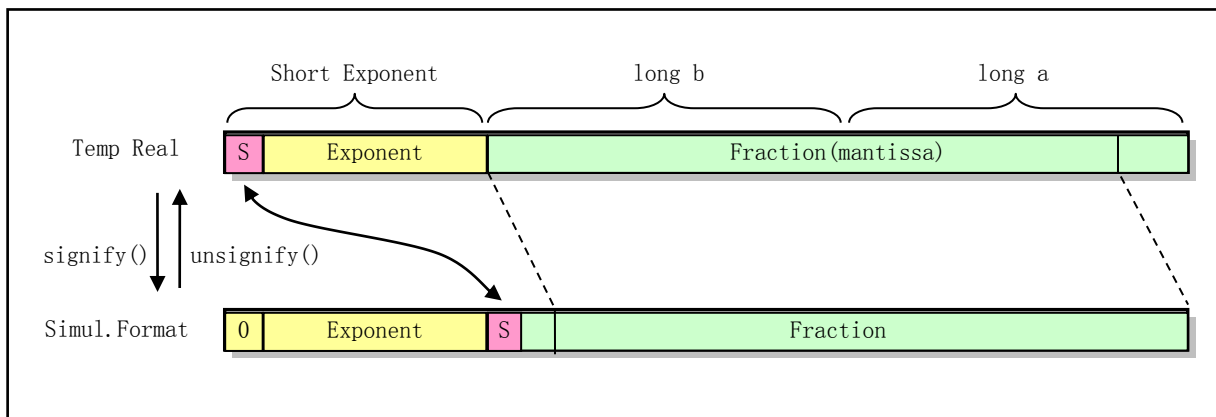 Short Exponent long b long a
Temp Real S Exponent Fraction(mantissa)
signify() unsignify()
Simul.Format 0 Exponent S Fraction